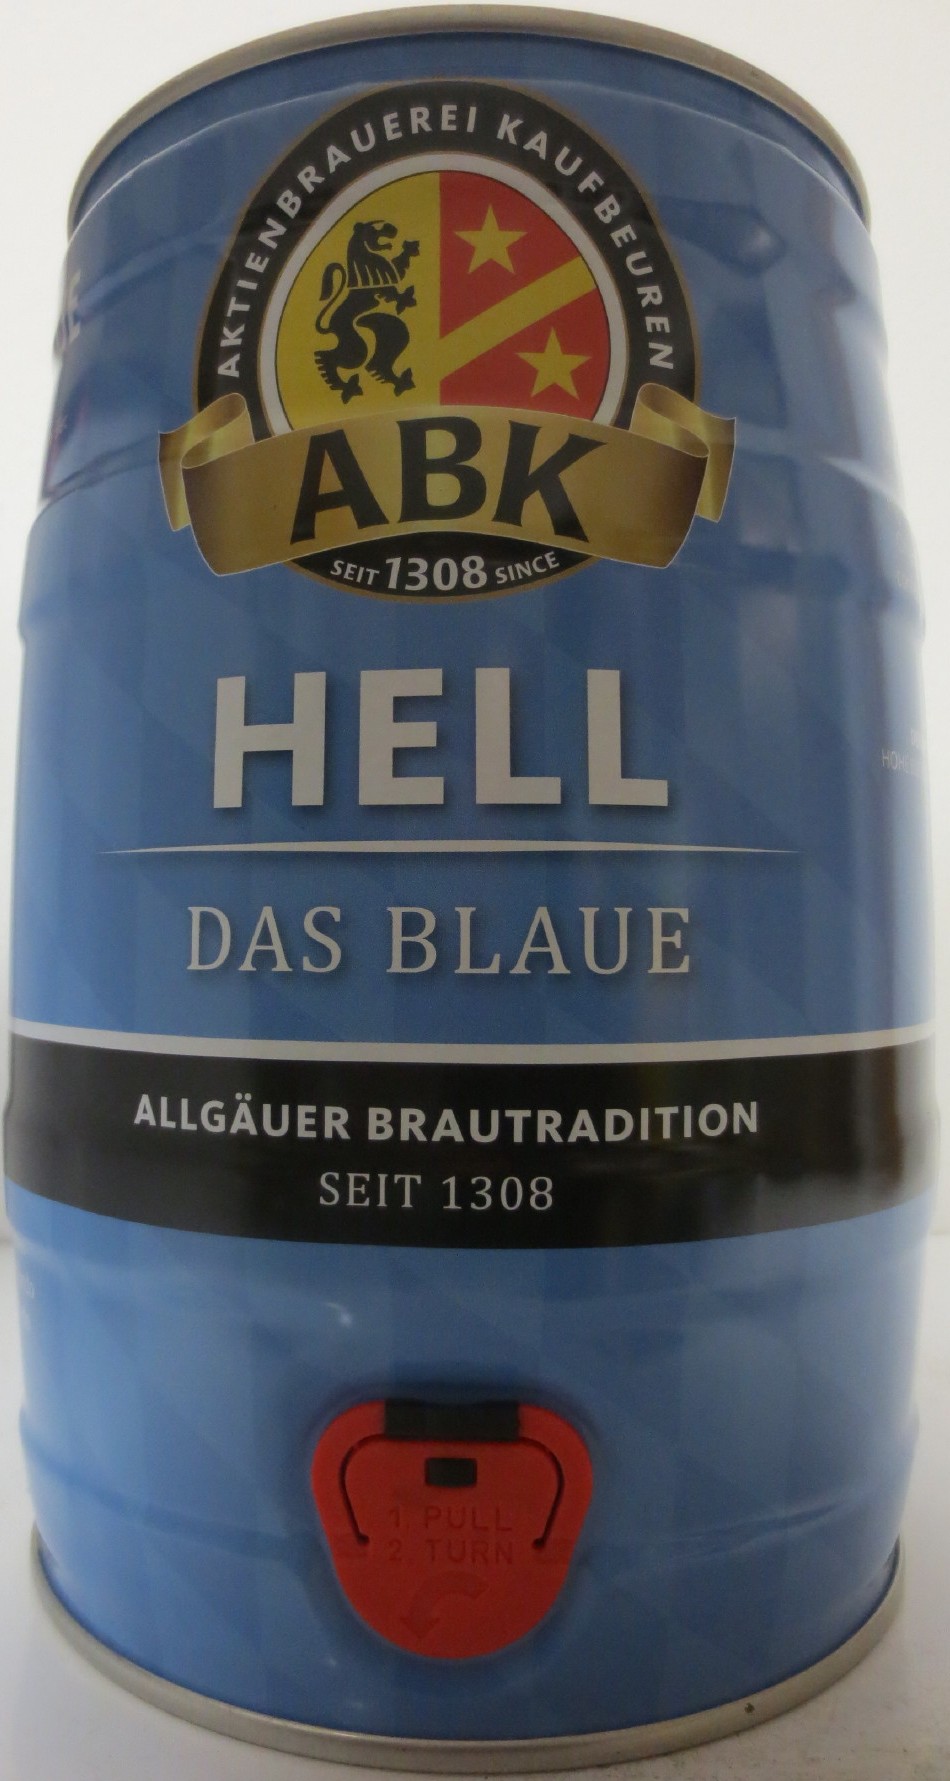 AKTIENBRAUEREI KAUFBEUREN
ABK
SEIT 1308 SINCE
HELL
DAS BLAUE
ALLGÄUER BRAUTRADITION
SEIT 1308
1. PULL
2. TURN